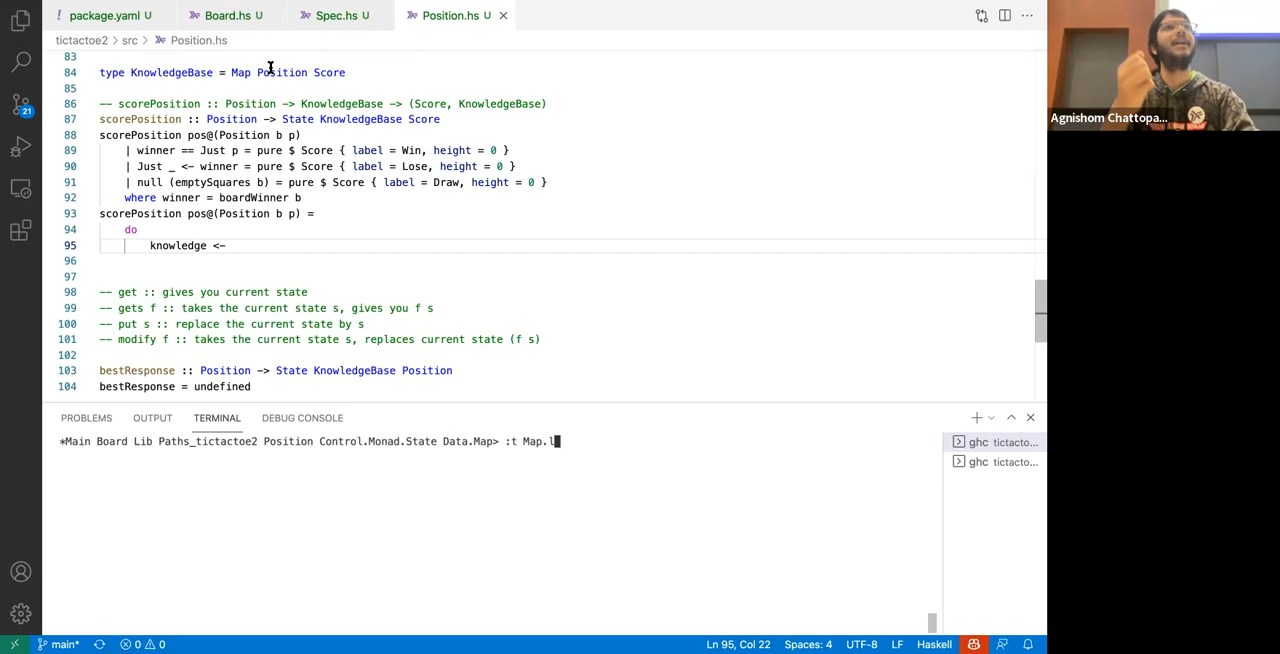 ! package.yaml U
Board.hs U
Spec.hs U
Position.hs U
tictactoe2 > src > Position.hs
83
84 type KnowledgeBase = Map Position Score
85
86 -- scorePosition :: Position -> KnowledgeBase -> (Score, KnowledgeBase)
87 scorePosition :: Position -> State KnowledgeBase Score
88 scorePosition pos@(Position b p)
89 | winner == Just p = pure $ Score { label = Win, height = 0 }
90 | Just _ <- winner = pure $ Score { label = Lose, height = 0 }
91 | null (emptySquares b) = pure $ Score { label = Draw, height = 0 }
92 where winner = boardWinner b
93 scorePosition pos@(Position b p) =
94 do
95 knowledge <-
96
97
98 -- get :: gives you current state
99 -- gets f :: takes the current state s, gives you f s
100 -- put s :: replace the current state by s
101 -- modify f :: takes the current state s, replaces current state (f s)
102
103 bestResponse :: Position -> State KnowledgeBase Position
104 bestResponse = undefined
Agnishom Chattopa...
21
PROBLEMS OUTPUT TERMINAL DEBUG CONSOLE
*Main Board Lib Paths_tictactoe2 Position Control.Monad.State Data.Map> :t Map.l
ghc tictacto...
ghc tictacto...
main* 0 0 Ln 95, Col 22 Spaces: 4 UTF-8 LF Haskell